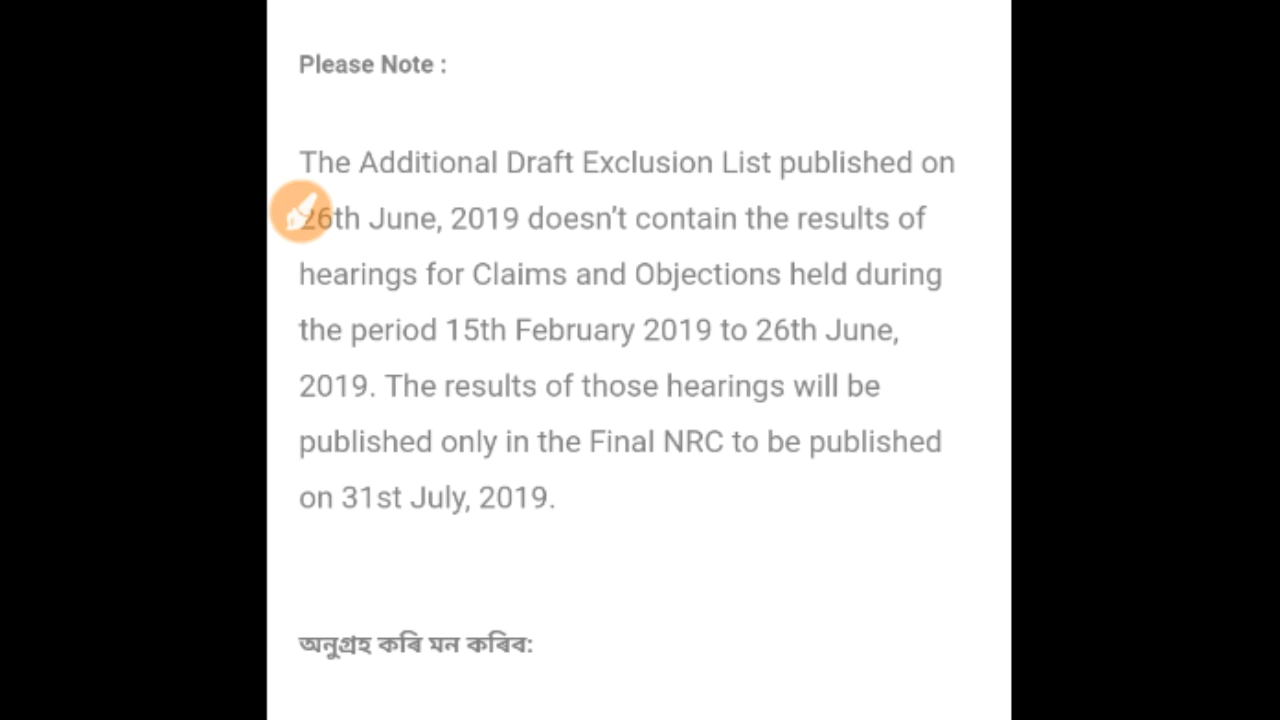 Please Note :
The Additional Draft Exclusion List published on
26th June, 2019 doesn’t contain the results of
hearings for Claims and Objections held during
the period 15th February 2019 to 26th June,
2019. The results of those hearings will be
published only in the Final NRC to be published
on 31st July, 2019.
অনুগ্ৰহ কৰি মন কৰিব: